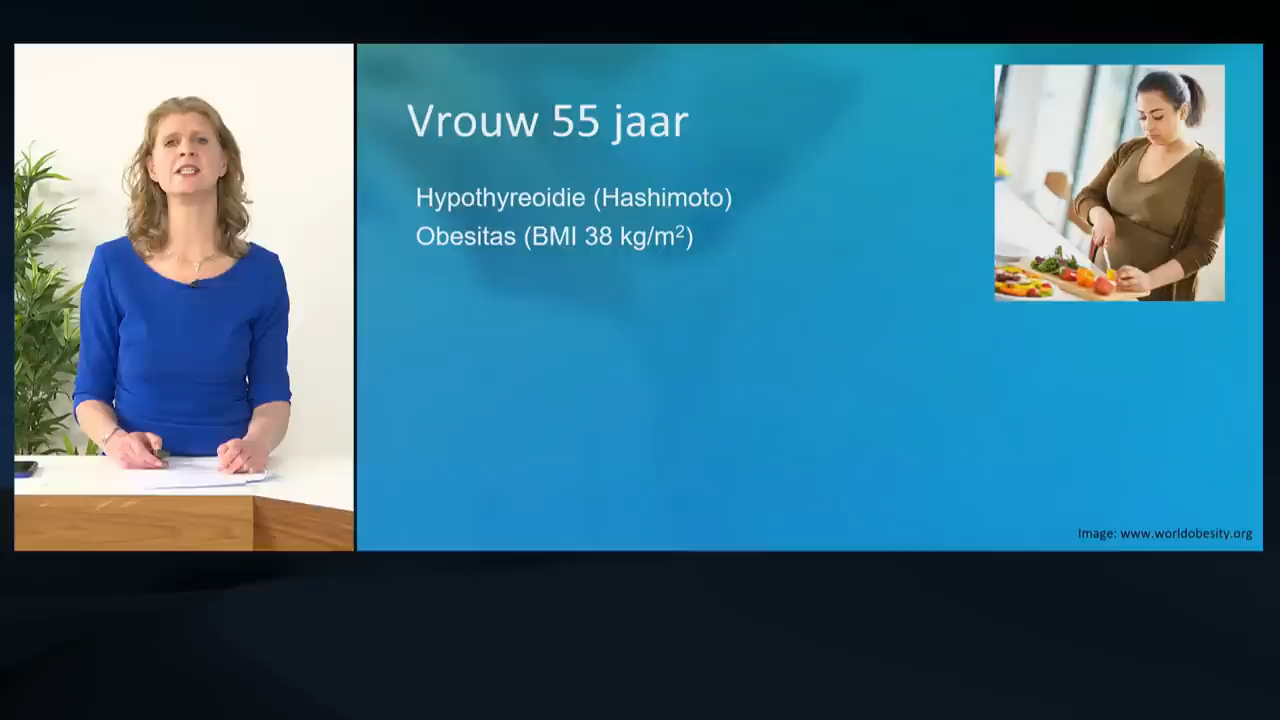 Vrouw 55 jaar
Hypothyreoidie (Hashimoto)
Obesitas (BMI 38 kg/m²)
Image: www.worldobesity.org